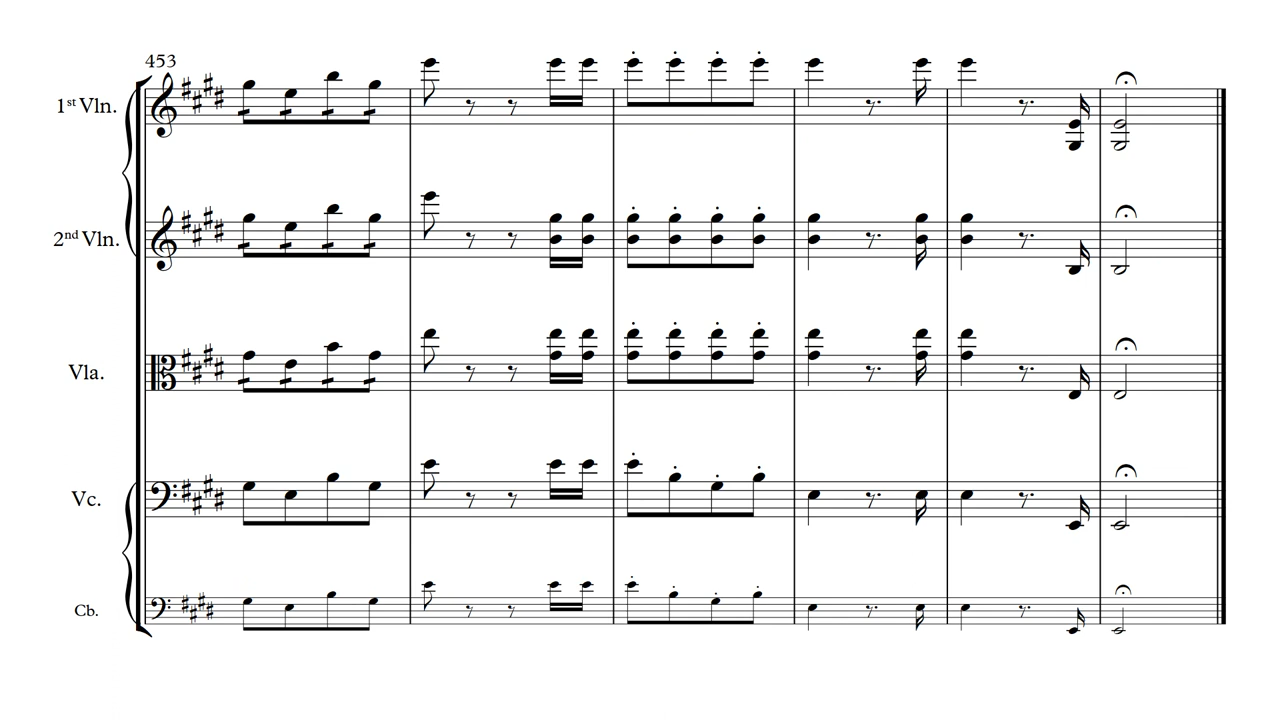 453
1st Vln.
2nd Vln.
Vla.
Vc.
Cb.